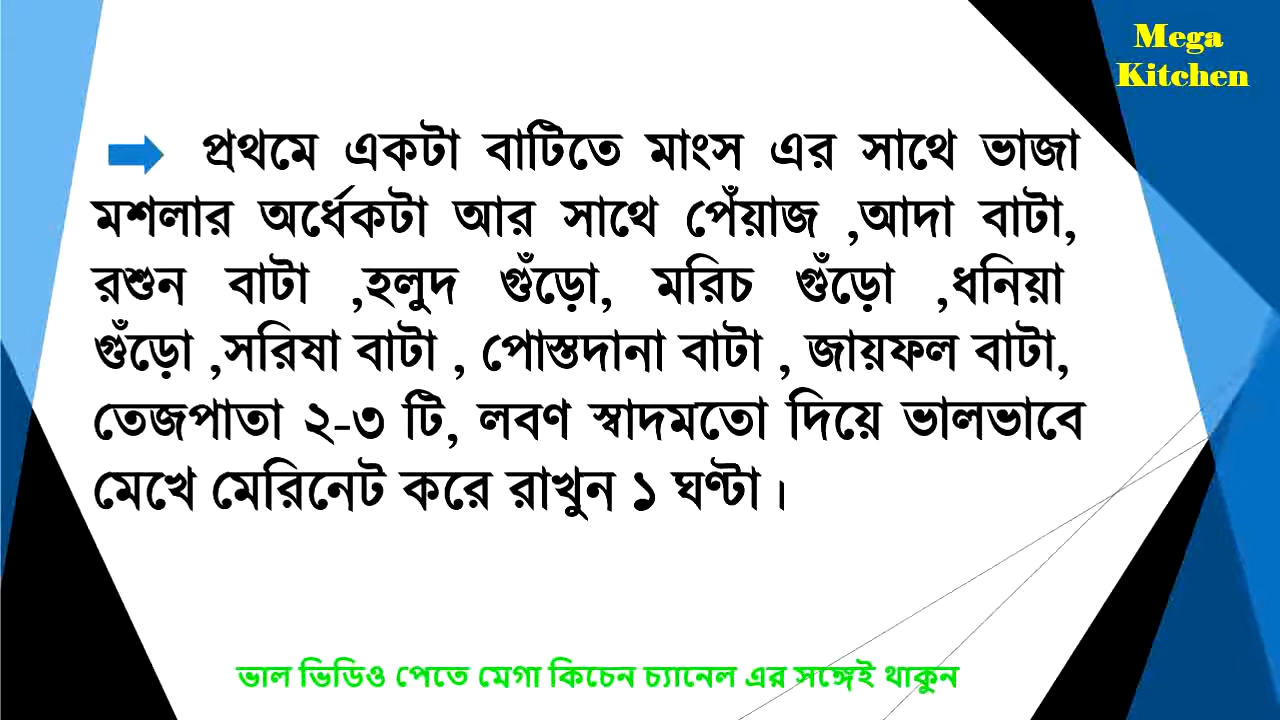 Mega
Kitchen
প্রথমে একটা বাটিতে মাংস এর সাথে ভাজা
মশলার অর্ধেকটা আর সাথে পেঁয়াজ ,আদা বাটা,
রশুন বাটা ,হলুদ গুঁড়ো, মরিচ গুঁড়ো ,ধনিয়া
গুঁড়ো ,সরিষা বাটা , পোস্তদানা বাটা , জায়ফল বাটা,
তেজপাতা ২-৩ টি, লবণ স্বাদমতো দিয়ে ভালভাবে
মেখে মেরিনেট করে রাখুন ১ ঘণ্টা।
ভাল ভিডিও পেতে মেগা কিচেন চ্যানেল এর সঙ্গেই থাকুন